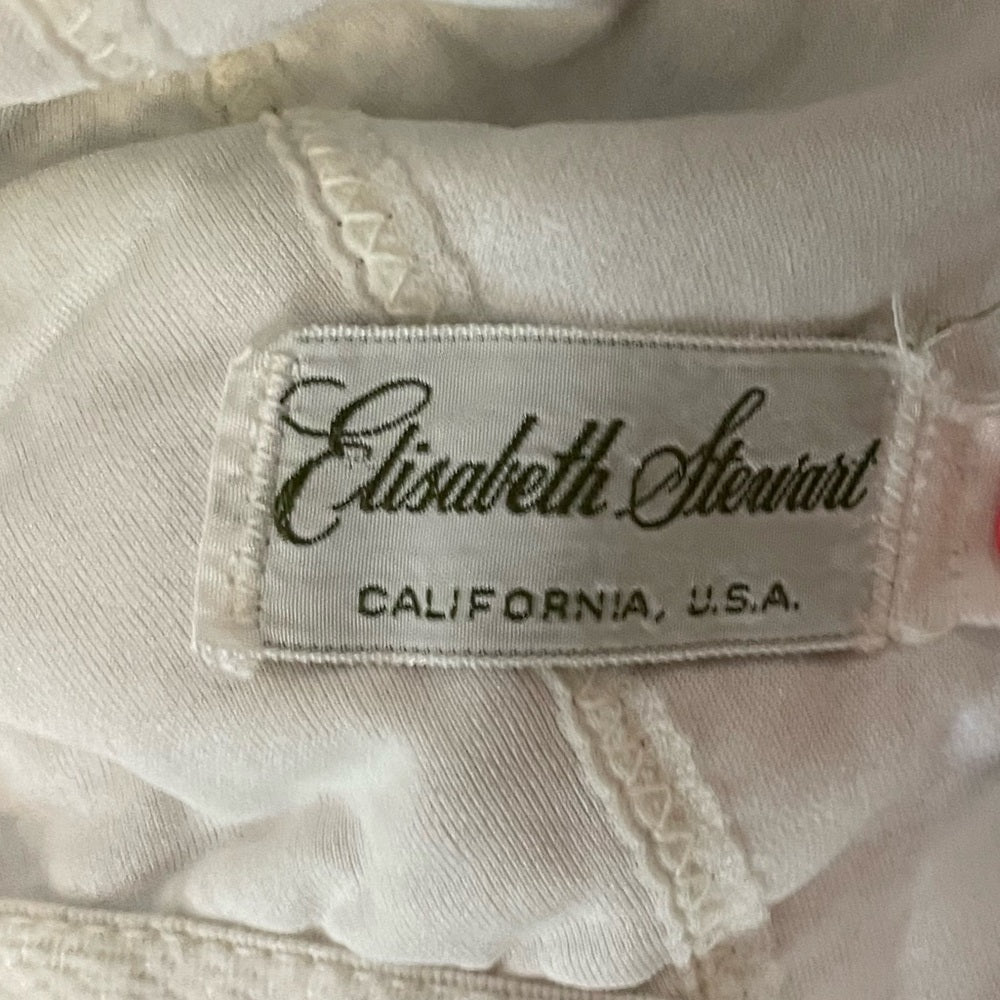 Elisabeth Stewart
CALIFORNIA, U.S.A.